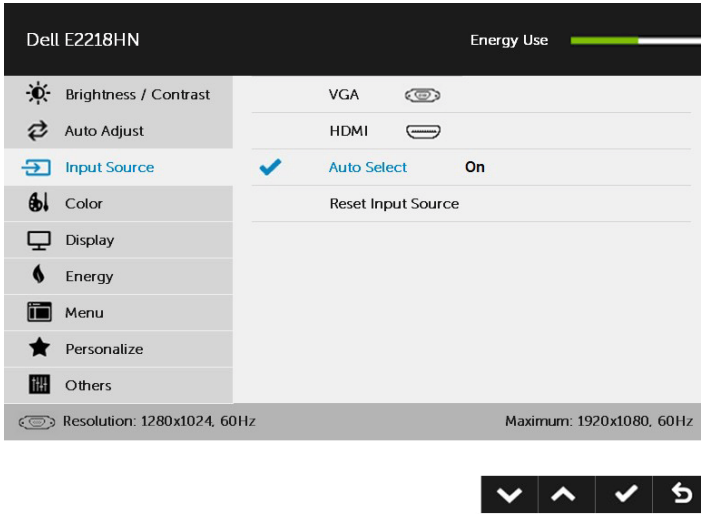 Dell E2218HN
Energy Use
Brightness / Contrast
VGA
Auto Adjust
HDMI
Input Source
Auto Select On
Color
Reset Input Source
Display
Energy
Menu
Personalize
Others
Resolution: 1280x1024, 60Hz
Maximum: 1920x1080, 60Hz